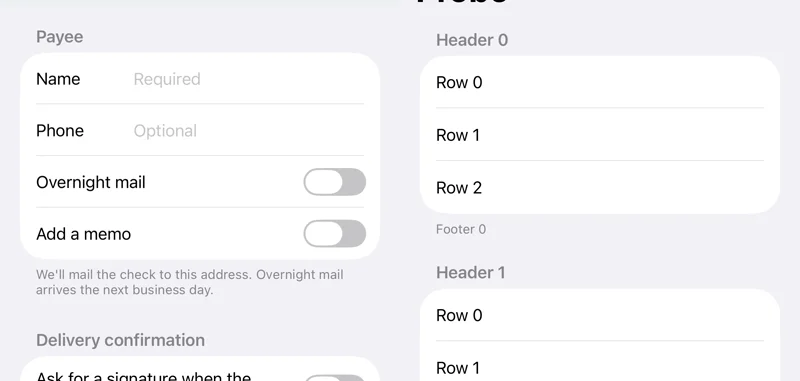 Payee
Name Required
Phone Optional
Overnight mail
Add a memo
We'll mail the check to this address. Overnight mail
arrives the next business day.
Delivery confirmation
Ask for a signature when the
Header 0
Row 0
Row 1
Row 2
Footer 0
Header 1
Row 0
Row 1